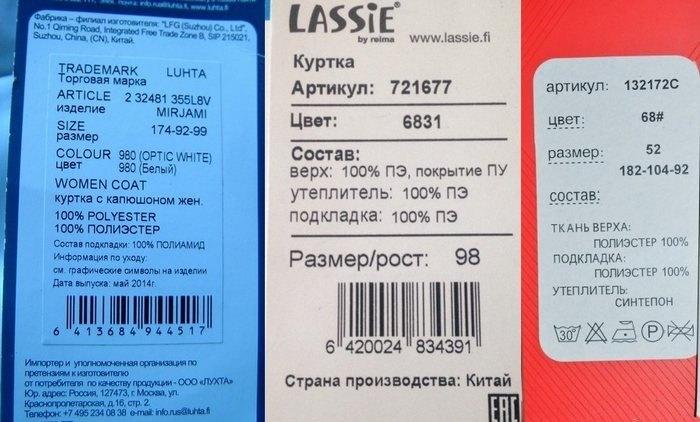 Фабрика – филиал изготовителя: "LFG (Suzhou) Co., Ltd",
No.1 Qiming Road, Integrated Free Trade Zone B, SIP 215021,
Suzhou, China, (CN), Китай.
TRADEMARK LUHTA
Торговая марка
ARTICLE 2 32481 355L8V
изделие MIRJAMI
SIZE 174-92-99
размер
COLOUR 980 (OPTIC WHITE)
цвет 980 (Белый)
WOMEN COAT
куртка с капюшоном жен.
100% POLYESTER
100% ПОЛИЭСТЕР
Состав подкладки: 100% ПОЛИАМИД
Информация по уходу:
см. графические символы на изделии
Дата выпуска: май 2014г.
6 413684 944517
Импортер и уполномоченная организация по
претензиям к изготовителю
от потребителя по качеству продукции - ООО «ЛУХТА»
Юр. адрес: Россия, 127473, г. Москва, ул.
Краснопролетарская, д.16, стр. 2.
Телефон: +7 495 234 08 38 e-mail: info.rus@luhta.fi
LASSIE®
by reima www.lassie.fi
Куртка
Артикул: 721677
Цвет: 6831
Состав:
верх: 100% ПЭ, покрытие ПУ
утеплитель: 100% ПЭ
подкладка: 100% ПЭ
Размер/рост: 98
6 420024 834391
Страна производства: Китай
EAC
артикул: 132172C
цвет: 68#
размер: 52
182-104-92
состав:
ТКАНЬ ВЕРХА:
ПОЛИЭСТЕР 100%
ПОДКЛАДКА:
ПОЛИЭСТЕР 100%
УТЕПЛИТЕЛЬ:
СИНТЕПОН
30
P